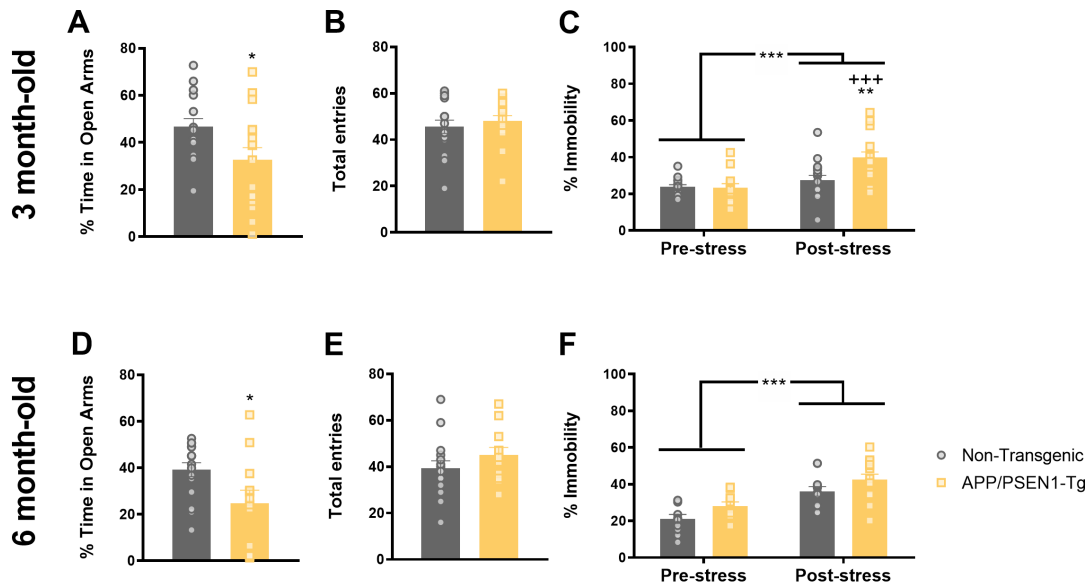 3 month-old
A
% Time in Open Arms
80
60
40
20
0
*
B
Total entries
80
60
40
20
0
C
% Immobility
100
80
60
40
20
0
***
+++
**
Pre-stress
Post-stress
6 month-old
D
% Time in Open Arms
80
60
40
20
0
*
E
Total entries
80
60
40
20
0
F
% Immobility
100
80
60
40
20
0
***
Pre-stress
Post-stress
Non-Transgenic
APP/PSEN1-Tg